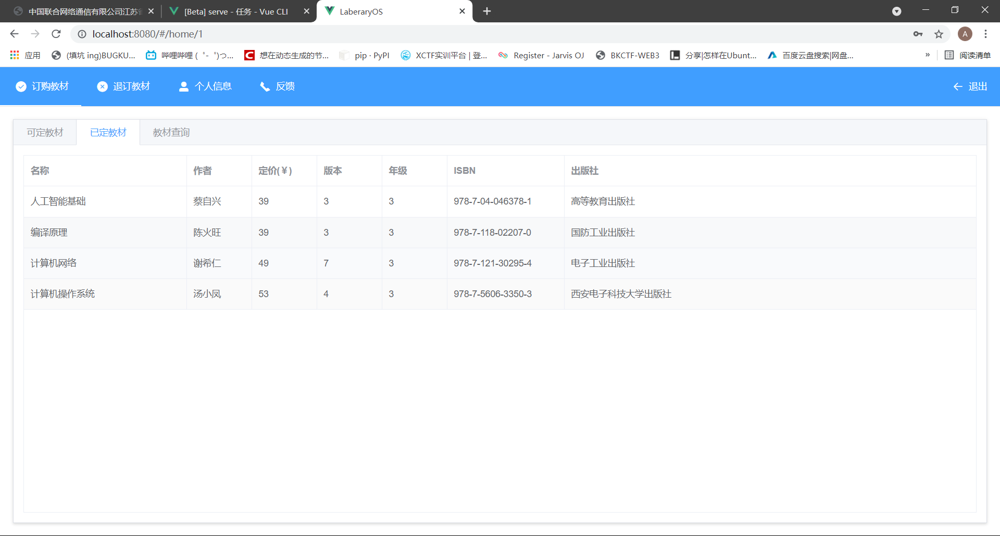 中国联合网络通信有限公司江苏省
[Beta] serve - 任务 - Vue CLI
LaberaryOS
localhost:8080/#/home/1
A
应用
(填坑 ing)BUGKU...
哔哩哔哩 (゜-゜)つ...
想在动态生成的节...
pip · PyPI
XCTF实训平台 | 登...
Register - Jarvis OJ
BKCTF-WEB3
分享|怎样在Ubunt...
百度云盘搜索|网盘...
»
阅读清单
订购教材 退订教材 个人信息 反馈 退出
可定教材 已定教材 教材查询
名称 作者 定价(￥) 版本 年级 ISBN 出版社
人工智能基础 蔡自兴 39 3 3 978-7-04-046378-1 高等教育出版社
编译原理 陈火旺 39 3 3 978-7-118-02207-0 国防工业出版社
计算机网络 谢希仁 49 7 3 978-7-121-30295-4 电子工业出版社
计算机操作系统 汤小凤 53 4 3 978-7-5606-3350-3 西安电子科技大学出版社